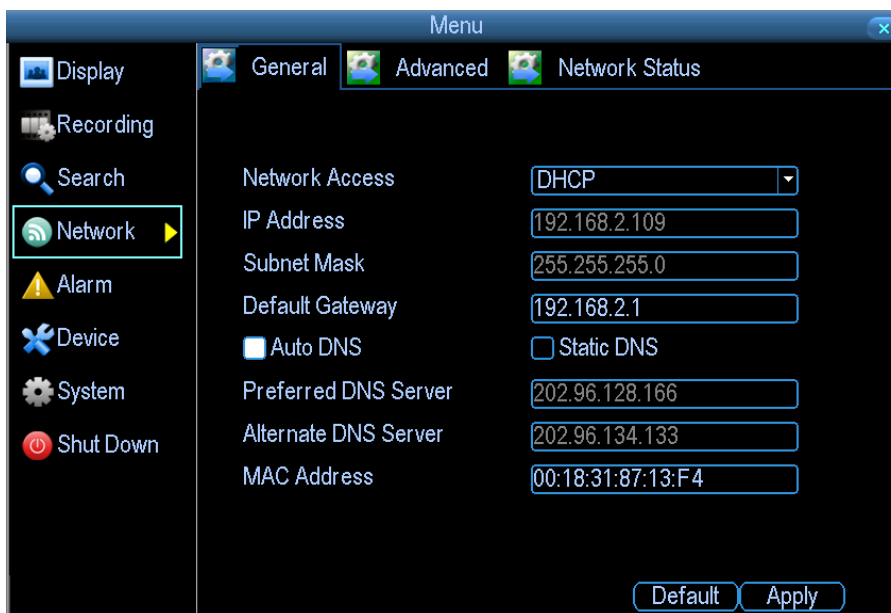 Menu
Display
Recording
Search
Network
Alarm
Device
System
Shut Down
General Advanced Network Status
Network Access DHCP
IP Address 192.168.2.109
Subnet Mask 255.255.255.0
Default Gateway 192.168.2.1
Auto DNS Static DNS
Preferred DNS Server 202.96.128.166
Alternate DNS Server 202.96.134.133
MAC Address 00:18:31:87:13:F4
Default Apply